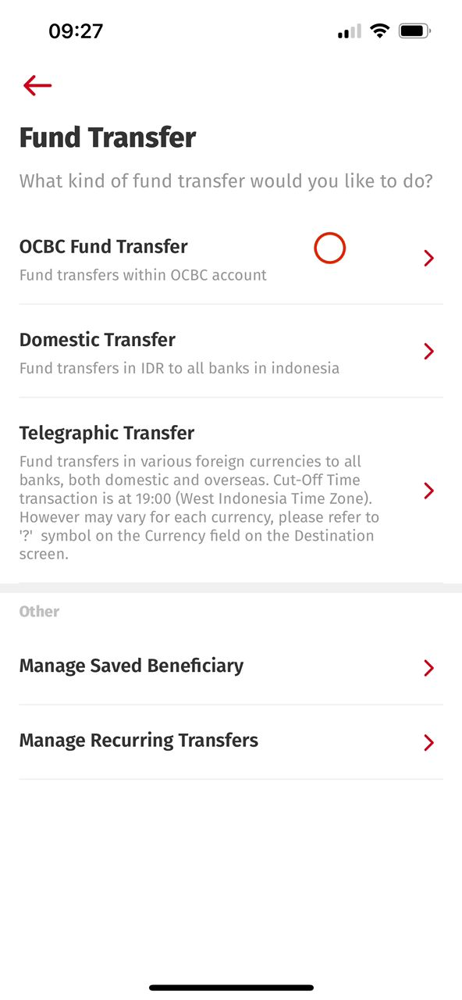 09:27
Fund Transfer
What kind of fund transfer would you like to do?
OCBC Fund Transfer
Fund transfers within OCBC account
Domestic Transfer
Fund transfers in IDR to all banks in indonesia
Telegraphic Transfer
Fund transfers in various foreign currencies to all
banks, both domestic and overseas. Cut-Off Time
transaction is at 19:00 (West Indonesia Time Zone).
However may vary for each currency, please refer to
'?'  symbol on the Currency field on the Destination
screen.
Other
Manage Saved Beneficiary
Manage Recurring Transfers